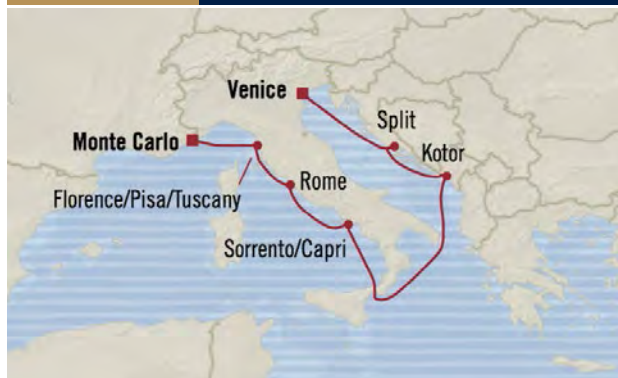 Venice
Split
Monte Carlo
Kotor
Florence/Pisa/Tuscany
Rome
Sorrento/Capri